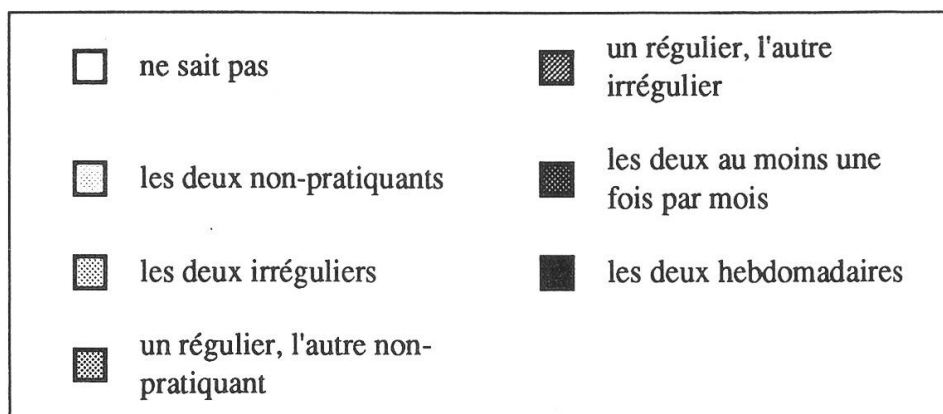 ne sait pas
les deux non-pratiquants
les deux irréguliers
un régulier, l'autre non-
pratiquant
un régulier, l'autre
irrégulier
les deux au moins une
fois par mois
les deux hebdomadaires